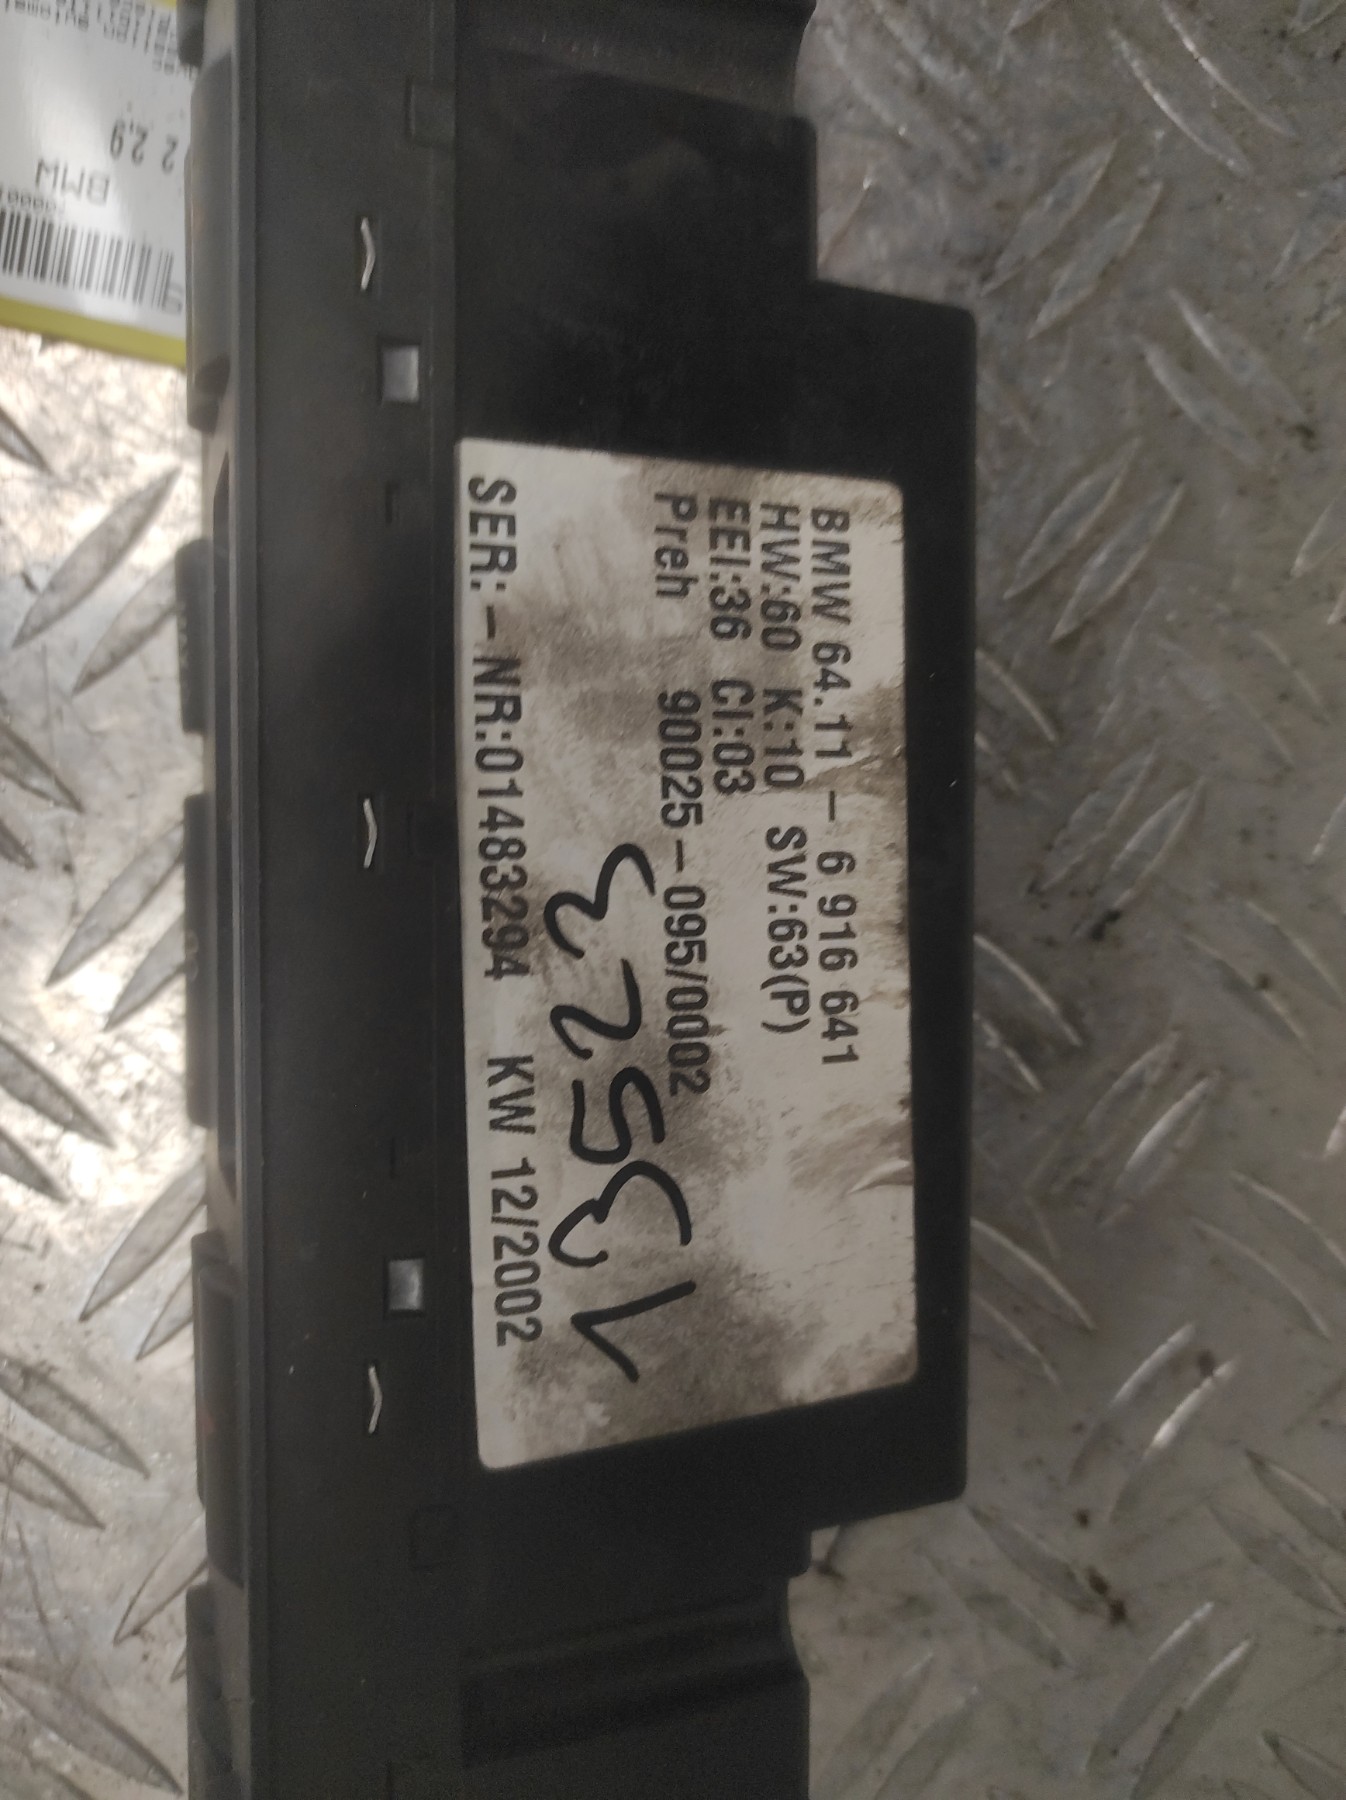 BMW 64.11 – 6 916 641
HW:60 K:10 SW:63(P)
EEI:36 CI:03
Preh 90025–095/0002
SER:–NR:01483294 KW 12/2002
BMW
2 2,9